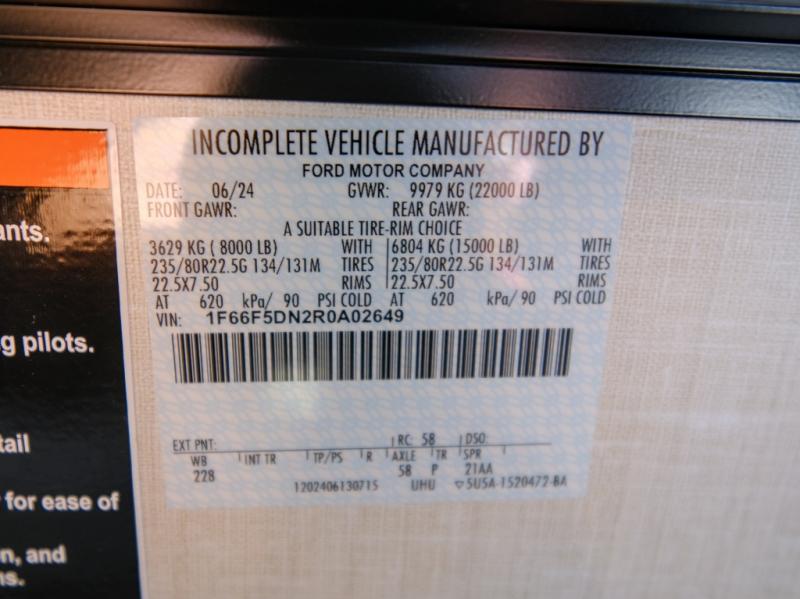 INCOMPLETE VEHICLE MANUFACTURED BY
FORD MOTOR COMPANY
DATE: 06/24 GVWR: 9979 KG (22000 LB)
FRONT GAWR: REAR GAWR:
A SUITABLE TIRE-RIM CHOICE
3629 KG ( 8000 LB) WITH 6804 KG (15000 LB) WITH
235/80R22.5G 134/131M TIRES 235/80R22.5G 134/131M TIRES
22.5X7.50 RIMS 22.5X7.50 RIMS
AT 620 kPa/ 90 PSI COLD AT 620 kPa/ 90 PSI COLD
VIN: 1F66F5DN2R0A02649
EXT PNT: RC: 58 DSO:
WB INT TR TP/PS R AXLE TR SPR
228 58 P 21AA
1202406130715 UHU ▽5U5A-1520472-BA
ants.
g pilots.
tail
for ease of
n, and
ns.